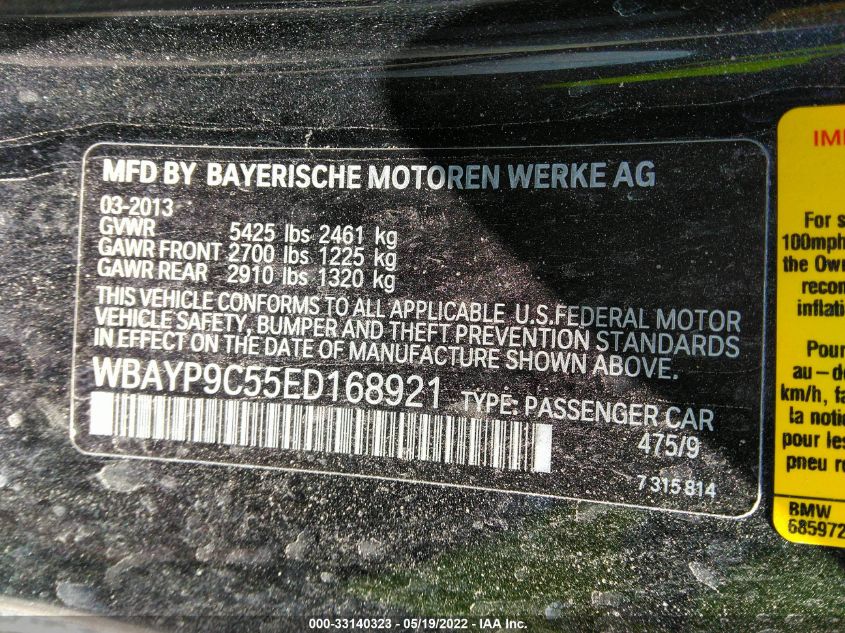 MFD BY BAYERISCHE MOTOREN WERKE AG
03-2013
GVWR 5425 lbs 2461 kg
GAWR FRONT 2700 lbs 1225 kg
GAWR REAR 2910 lbs 1320 kg
THIS VEHICLE CONFORMS TO ALL APPLICABLE U.S.FEDERAL MOTOR
VEHICLE SAFETY, BUMPER AND THEFT PREVENTION STANDARDS
IN EFFECT ON THE DATE OF MANUFACTURE SHOWN ABOVE.
WBAYP9C55ED168921 TYPE: PASSENGER CAR
475/9
7 315 814
For s
100mph
the Own
recon
inflati
Pour
au-de
km/h, fa
la notic
pour les
pneu r
BMW
685972
000-33140323 - 05/19/2022 - IAA Inc.